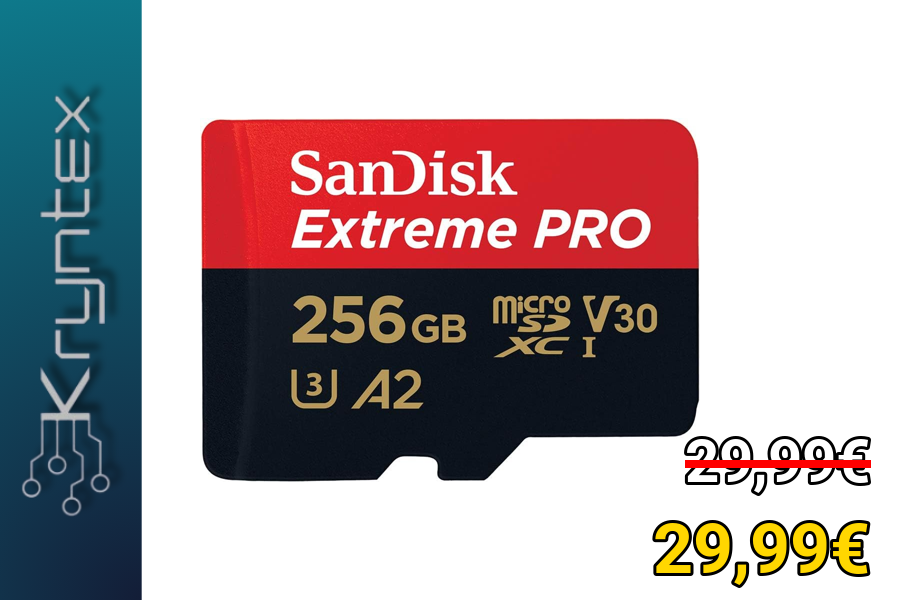 Kryntex
SanDisk
Extreme PRO
256GB
micro
SD
XC I
V30
3 A2
29,99€
29,99€